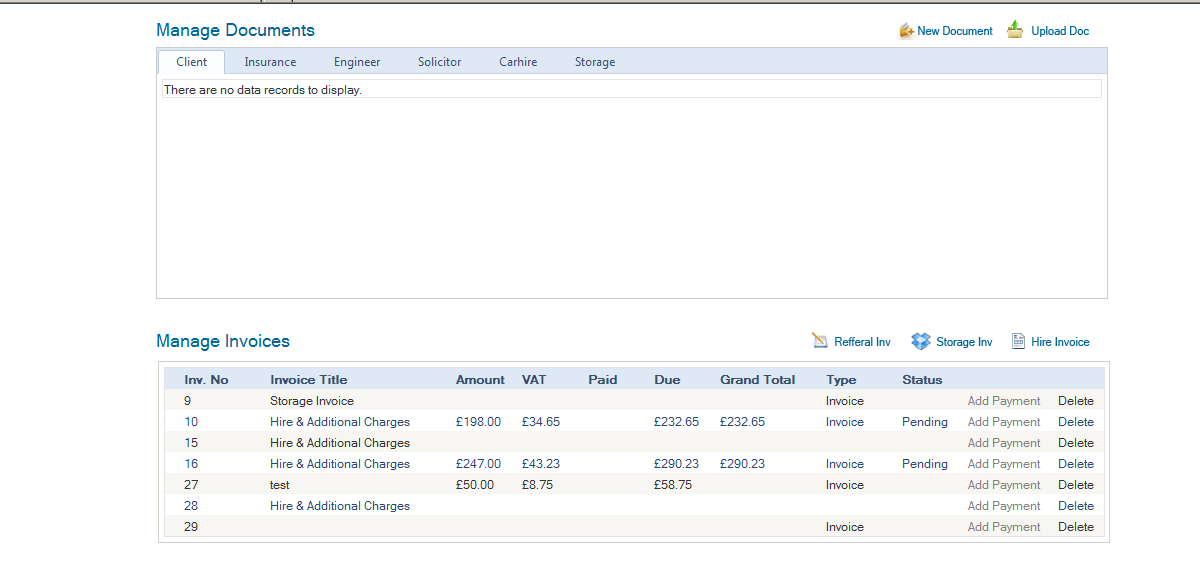 Manage Documents New Document Upload Doc
Client Insurance Engineer Solicitor Carhire Storage
There are no data records to display.
Manage Invoices Refferal Inv Storage Inv Hire Invoice
Inv. No Invoice Title Amount VAT Paid Due Grand Total Type Status
9 Storage Invoice Invoice Add Payment Delete
10 Hire & Additional Charges £198.00 £34.65 £232.65 £232.65 Invoice Pending Add Payment Delete
15 Hire & Additional Charges Add Payment Delete
16 Hire & Additional Charges £247.00 £43.23 £290.23 £290.23 Invoice Pending Add Payment Delete
27 test £50.00 £8.75 £58.75 Invoice Add Payment Delete
28 Hire & Additional Charges Add Payment Delete
29 Invoice Add Payment Delete